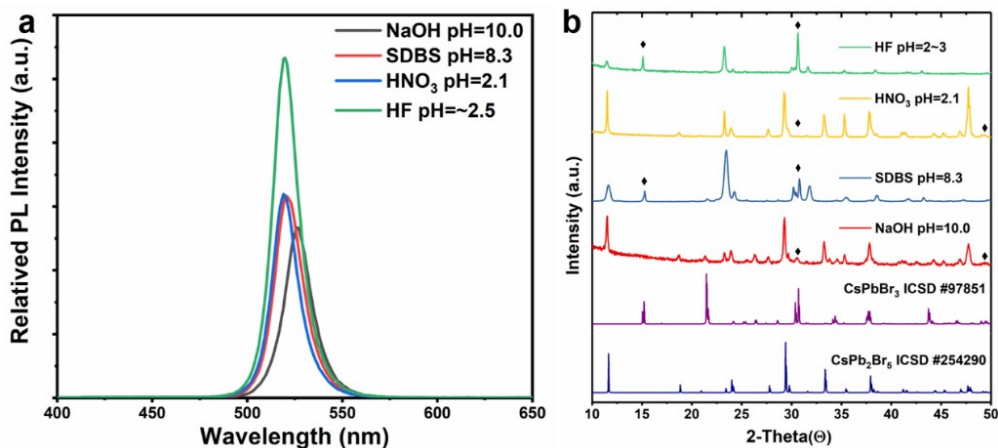 a
NaOH pH=10.0
SDBS pH=8.3
HNO₃ pH=2.1
HF pH=~2.5
Relatived PL Intensity (a.u.)
400 450 500 550 600 650
Wavelength (nm)
b
HF pH=2~3
HNO₃ pH=2.1
SDBS pH=8.3
NaOH pH=10.0
CsPbBr₃ ICSD #97851
CsPb₂Br₅ ICSD #254290
Intensity (a.u.)
10 15 20 25 30 35 40 45 50
2-Theta(Θ)